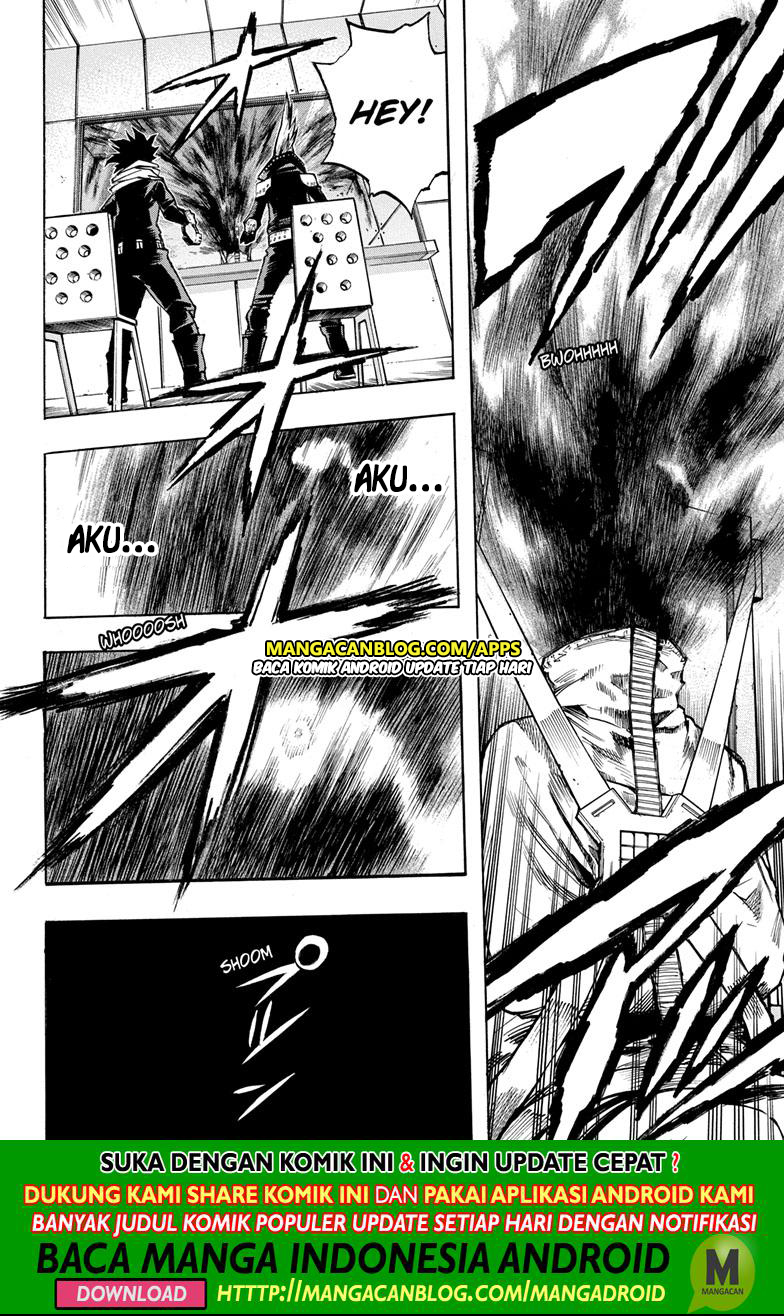 BWOHHHHH
HEY!
AKU...
AKU...
WHOOOOSH
MANGACANBLOG.COM/APPS
BACA KOMIK ANDROID UPDATE TIAP HARI
SHOOM
SUKA DENGAN KOMIK INI & INGIN UPDATE CEPAT ?
DUKUNG KAMI SHARE KOMIK INI DAN PAKAI APLIKASI ANDROID KAMI
BANYAK JUDUL KOMIK POPULER UPDATE SETIAP HARI DENGAN NOTIFIKASI
BACA MANGA INDONESIA ANDROID
DOWNLOAD HTTTP://MANGACANBLOG.COM/MANGADROID
M
MANGACAN